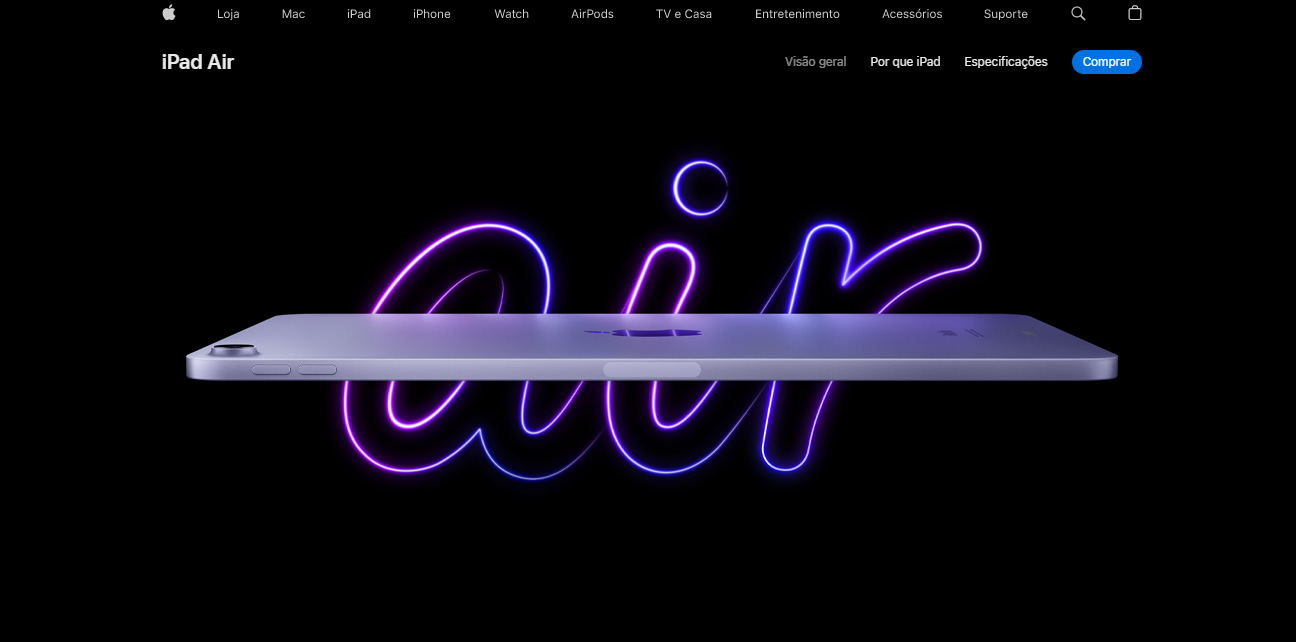 Loja Mac iPad iPhone Watch AirPods TV e Casa Entretenimento Acessórios Suporte
iPad Air Visão geral Por que iPad Especificações Comprar
air